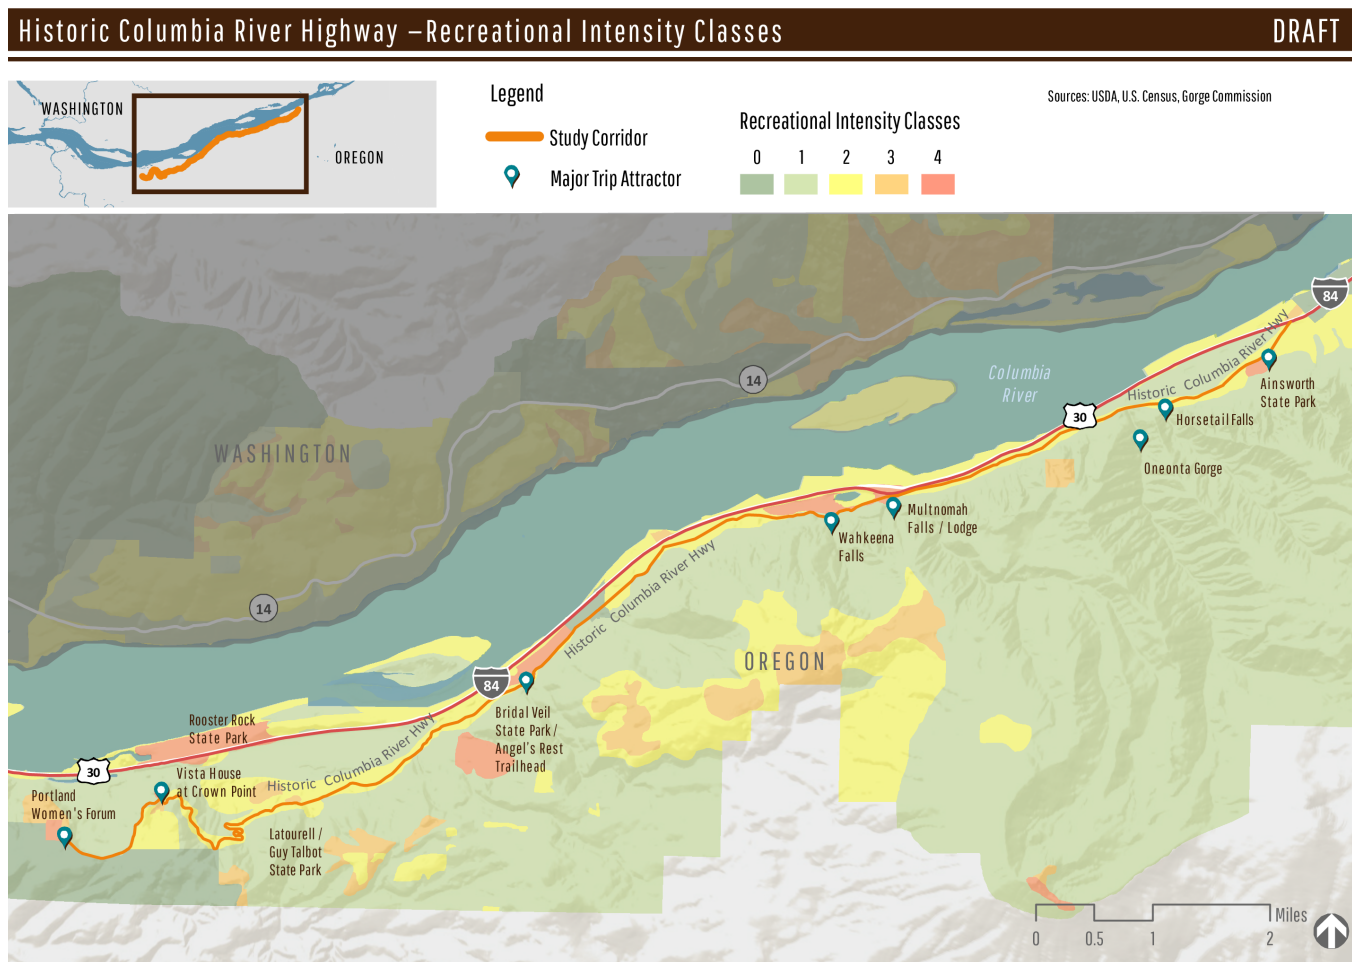 Historic Columbia River Highway –Recreational Intensity Classes
DRAFT
WASHINGTON
OREGON
Legend
Study Corridor
Major Trip Attractor
Recreational Intensity Classes
0 1 2 3 4
Sources: USDA, U.S. Census, Gorge Commission
84
Historic Columbia River Hwy
14
Columbia
River
Ainsworth
State Park
30
Horsetail Falls
WASHINGTON
Oneonta Gorge
Multnomah
Falls / Lodge
Wahkeena
Falls
Historic Columbia River Hwy
14
OREGON
84
Bridal Veil
State Park /
Angel's Rest
Trailhead
Rooster Rock
State Park
Historic Columbia River Hwy
30
Vista House
at Crown Point
Portland
Women's Forum
Latourell /
Guy Talbot
State Park
Miles
0 0.5 1 2